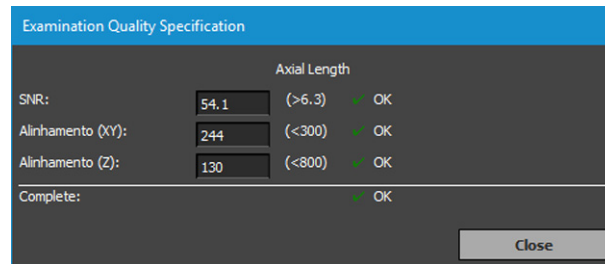 Examination Quality Specification
Axial Length
SNR: 54.1 (>6.3) ✓ OK
Alinhamento (XY): 244 (<300) ✓ OK
Alinhamento (Z): 130 (<800) ✓ OK
Complete: ✓ OK
Close